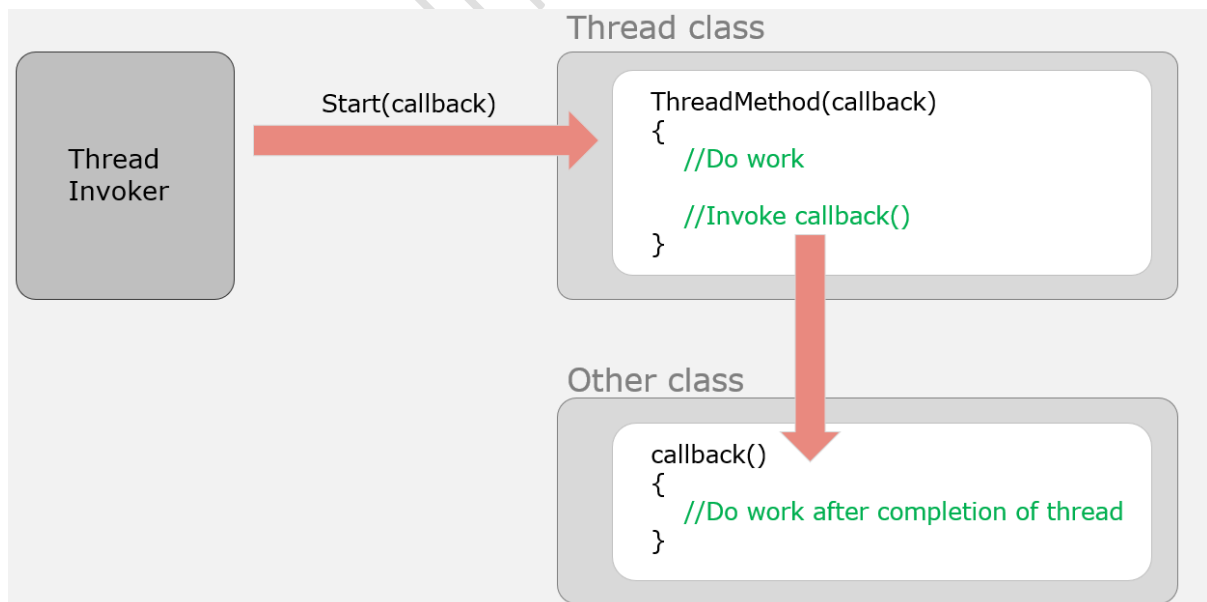 Thread class
Start(callback)
Thread
Invoker
ThreadMethod(callback)
{
//Do work
//Invoke callback()
}
Other class
callback()
{
//Do work after completion of thread
}